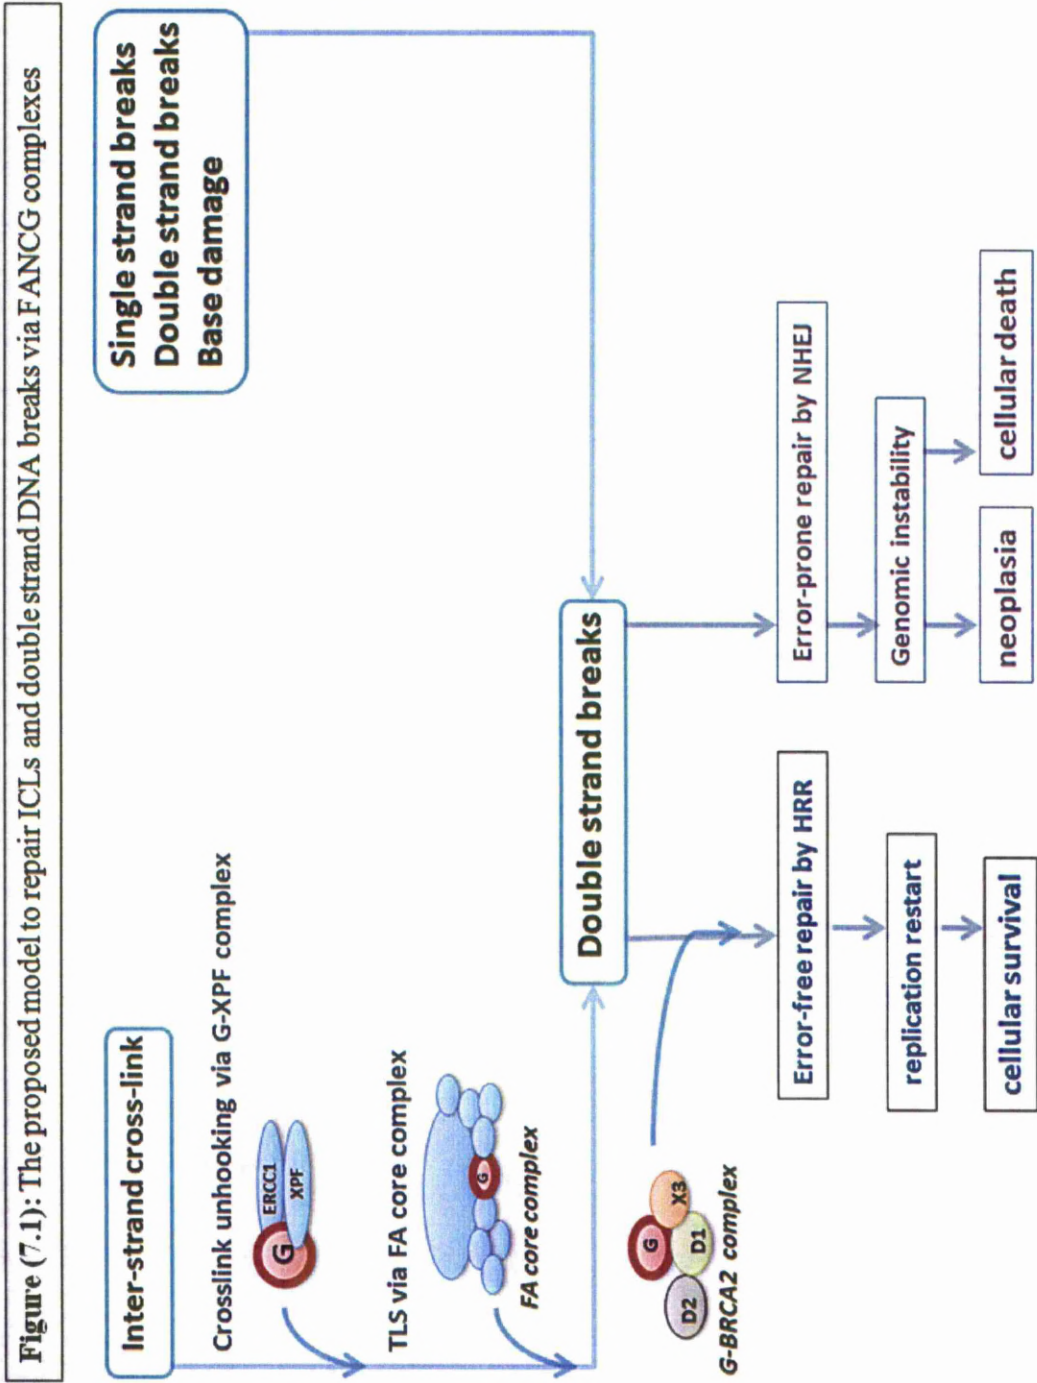 Figure (7.1): The proposed model to repair ICLs and double strand DNA breaks via FANCG complexes
Inter-strand cross-link
Single strand breaks
Double strand breaks
Base damage
Crosslink unhooking via G-XPF complex
G
ERCC1
XPF
TLS via FA core complex
G
FA core complex
Double strand breaks
G
X3
D1
D2
G-BRCA2 complex
Error-free repair by HRR
Error-prone repair by NHEJ
replication restart
Genomic instability
cellular survival
neoplasia
cellular death